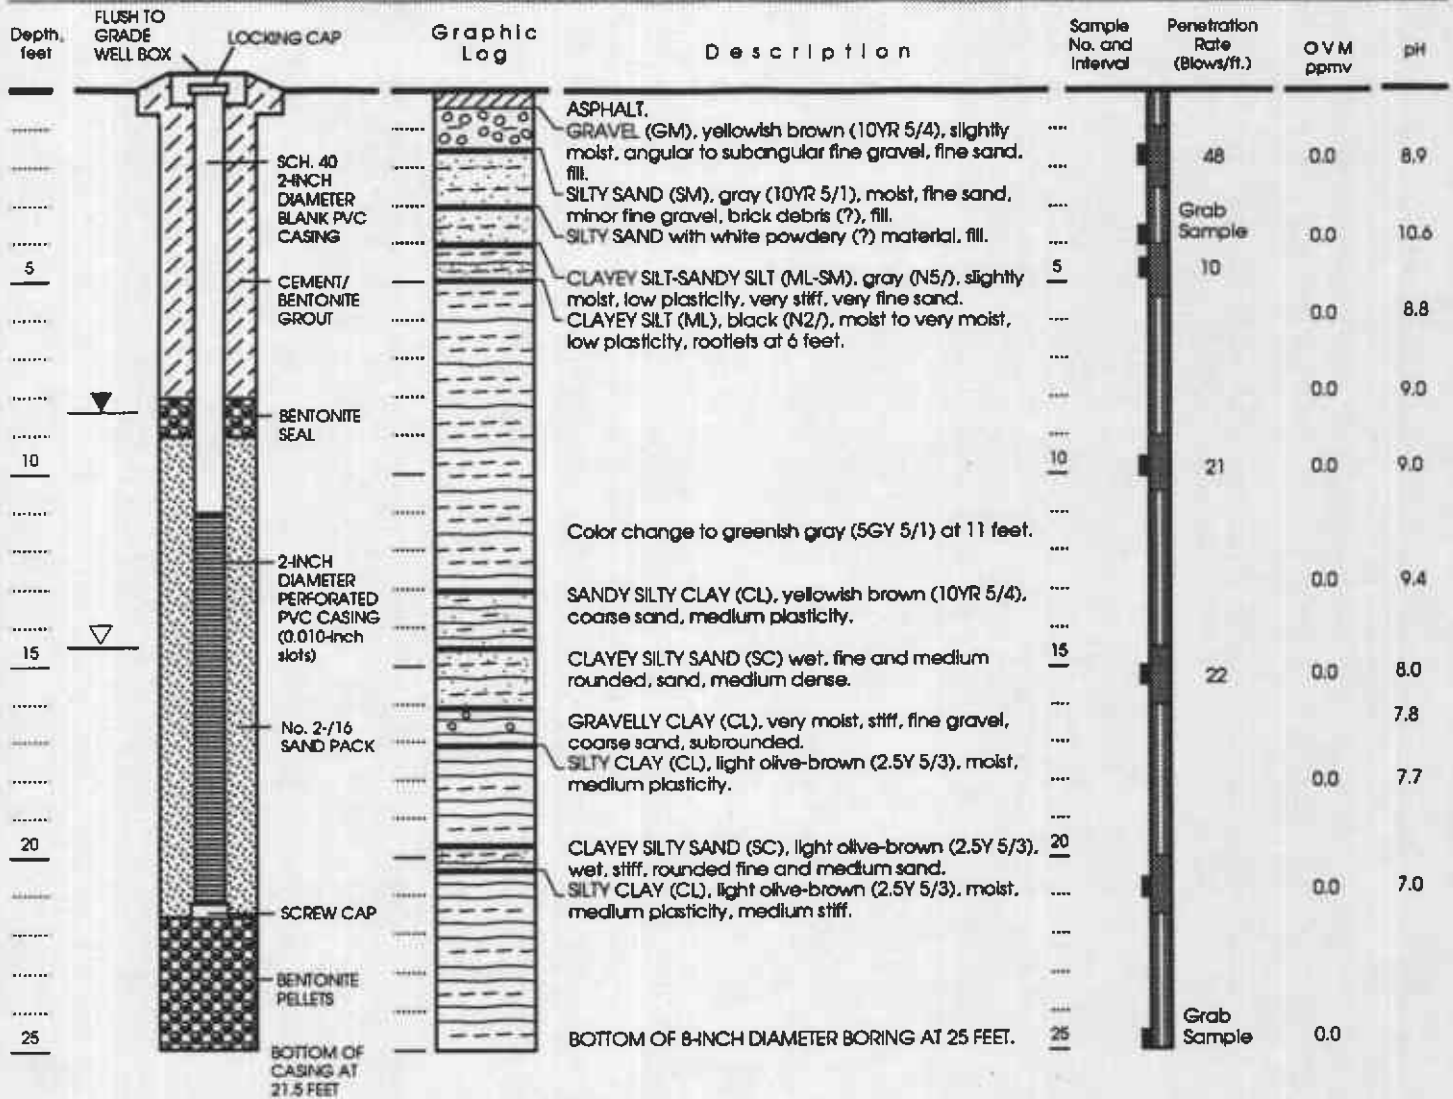 Depth,
feet
FLUSH TO
GRADE
WELL BOX
LOCKING CAP
Graphic
Log
Description
Sample
No. and
Interval
Penetration
Rate
(Blows/ft.)
OVM
ppmv
pH
ASPHALT.
GRAVEL (GM), yellowish brown (10YR 5/4), slightly
moist, angular to subangular fine gravel, fine sand,
fill.
SCH. 40
2-INCH
DIAMETER
BLANK PVC
CASING
48
0.0
8.9
SILTY SAND (SM), gray (10YR 5/1), moist, fine sand,
minor fine gravel, brick debris (?), fill.
SILTY SAND with white powdery (?) material, fill.
Grab
Sample
0.0
10.6
5
CEMENT/
BENTONITE
GROUT
CLAYEY SILT-SANDY SILT (ML-SM), gray (N5/), slightly
moist, low plasticity, very stiff, very fine sand.
CLAYEY SILT (ML), black (N2/), moist to very moist,
low plasticity, rootlets at 6 feet.
5
10
0.0
8.8
0.0
9.0
BENTONITE
SEAL
10
10
21
0.0
9.0
Color change to greenish gray (5GY 5/1) at 11 feet.
2-INCH
DIAMETER
PERFORATED
PVC CASING
(0.010-inch
slots)
SANDY SILTY CLAY (CL), yellowish brown (10YR 5/4),
coarse sand, medium plasticity.
0.0
9.4
15
CLAYEY SILTY SAND (SC) wet, fine and medium
rounded, sand, medium dense.
15
22
0.0
8.0
No. 2-/16
SAND PACK
GRAVELLY CLAY (CL), very moist, stiff, fine gravel,
coarse sand, subrounded.
7.8
SILTY CLAY (CL), light olive-brown (2.5Y 5/3), moist,
medium plasticity.
0.0
7.7
20
CLAYEY SILTY SAND (SC), light olive-brown (2.5Y 5/3),
wet, stiff, rounded fine and medium sand.
20
SILTY CLAY (CL), light olive-brown (2.5Y 5/3), moist,
medium plasticity, medium stiff.
0.0
7.0
SCREW CAP
BENTONITE
PELLETS
25
BOTTOM OF 8-INCH DIAMETER BORING AT 25 FEET.
25
Grab
Sample
0.0
BOTTOM OF
CASING AT
21.5 FEET